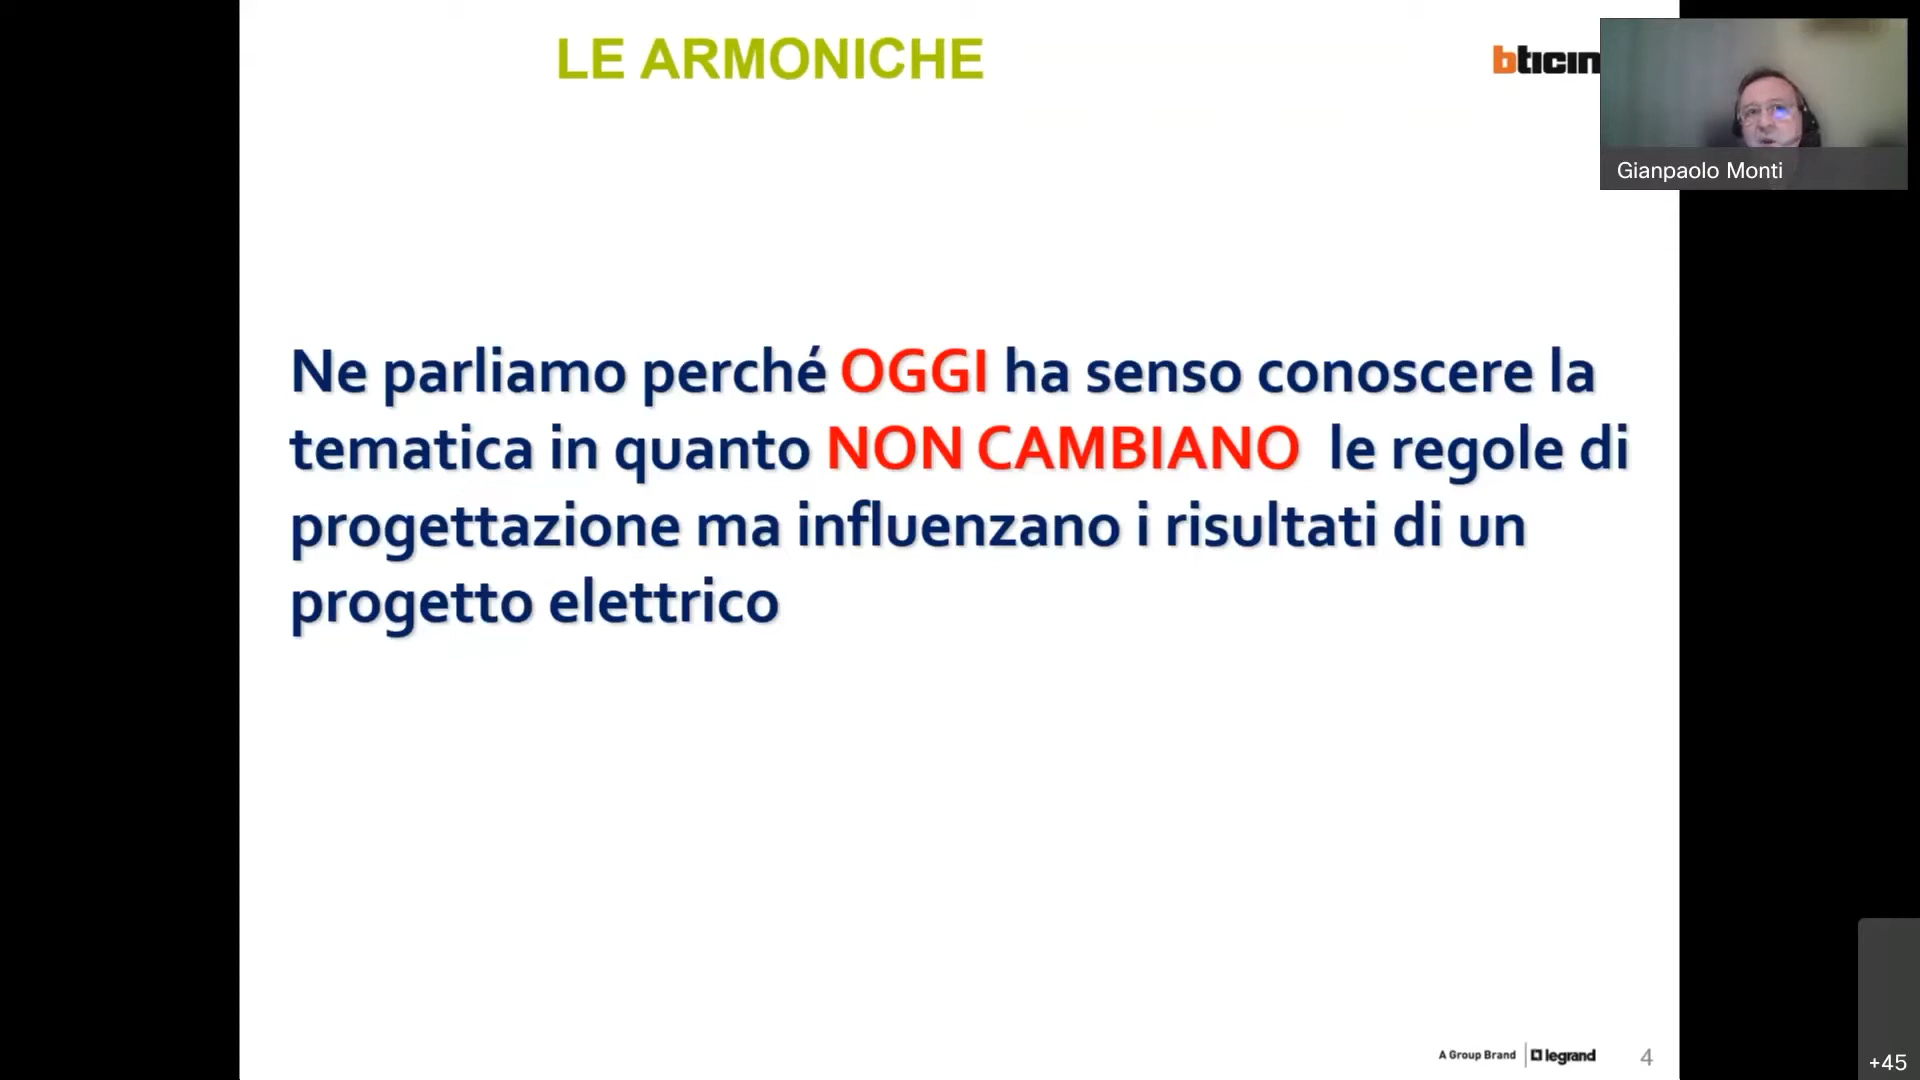 LE ARMONICHE
bticin
Gianpaolo Monti
Ne parliamo perché OGGI ha senso conoscere la
tematica in quanto NON CAMBIANO le regole di
progettazione ma influenzano i risultati di un
progetto elettrico
A Group Brand legrand
4
+45